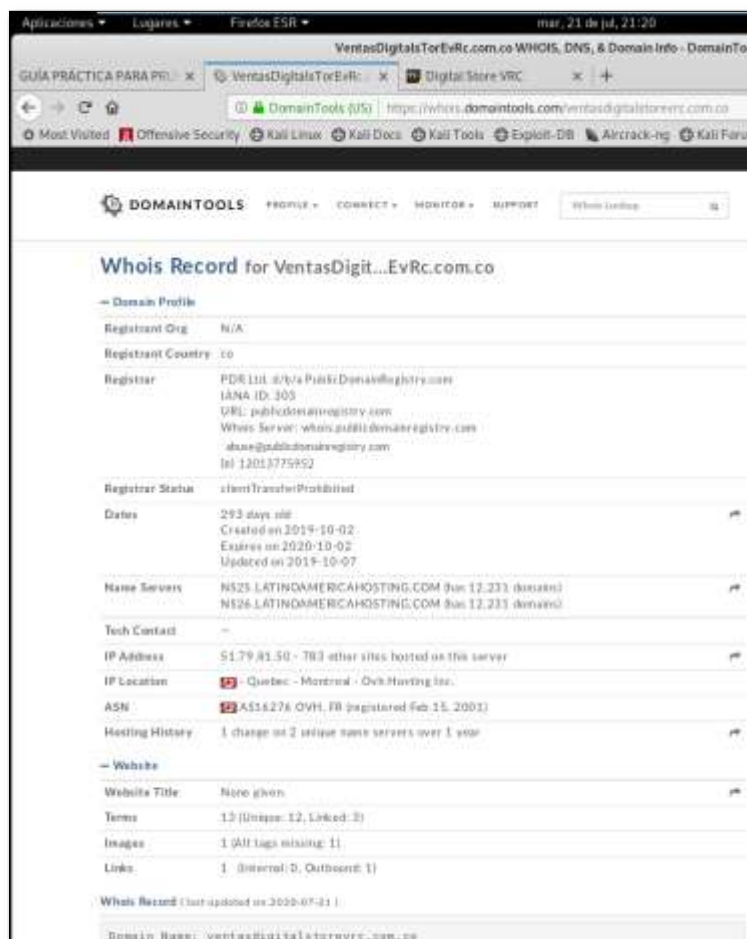 Aplicaciones Lugares Firefox ESR mar, 21 de jul, 21:20
VentasDigitalsTorEvRc.com.co WHOIS, DNS, & Domain Info - DomainTo
GUÍA PRÁCTICA PARA PRU × VentasDigitalsTorEvR × Digital Store VRC × +
DomainTools (US) https://whois.domaintools.com/ventasdigitalstorevrc.com.co
Most Visited Offensive Security Kali Linux Kali Docs Kali Tools Exploit-DB Aircrack-ng Kali Foru
DOMAINTOOLS PROFILE CONNECT MONITOR SUPPORT Whois Lookup
Whois Record for VentasDigit...EvRc.com.co
— Domain Profile
Registrant Org N/A
Registrant Country co
Registrar PDR Ltd. d/b/a PublicDomainRegistry.com
IANA ID: 303
URL: publicdomainregistry.com
Whois Server: whois.publicdomainregistry.com
abuse@publicdomainregistry.com
(p) 12013775952
Registrar Status clientTransferProhibited
Dates 293 days old
Created on 2019-10-02
Expires on 2020-10-02
Updated on 2019-10-07
Name Servers NS25.LATINOAMERICAHOSTING.COM (has 12,231 domains)
NS26.LATINOAMERICAHOSTING.COM (has 12,231 domains)
Tech Contact —
IP Address 51.79.81.50 - 783 other sites hosted on this server
IP Location - Quebec - Montreal - Ovh Hosting Inc.
ASN AS16276 OVH, FR (registered Feb 15, 2001)
Hosting History 1 change on 2 unique name servers over 1 year
— Website
Website Title None given.
Terms 13 (Unique: 12, Linked: 3)
Images 1 (Alt tags missing: 1)
Links 1 (Internal: 0, Outbound: 1)
Whois Record ( last updated on 2020-07-21 )
Domain Name: ventasdigitalstorevrc.com.co